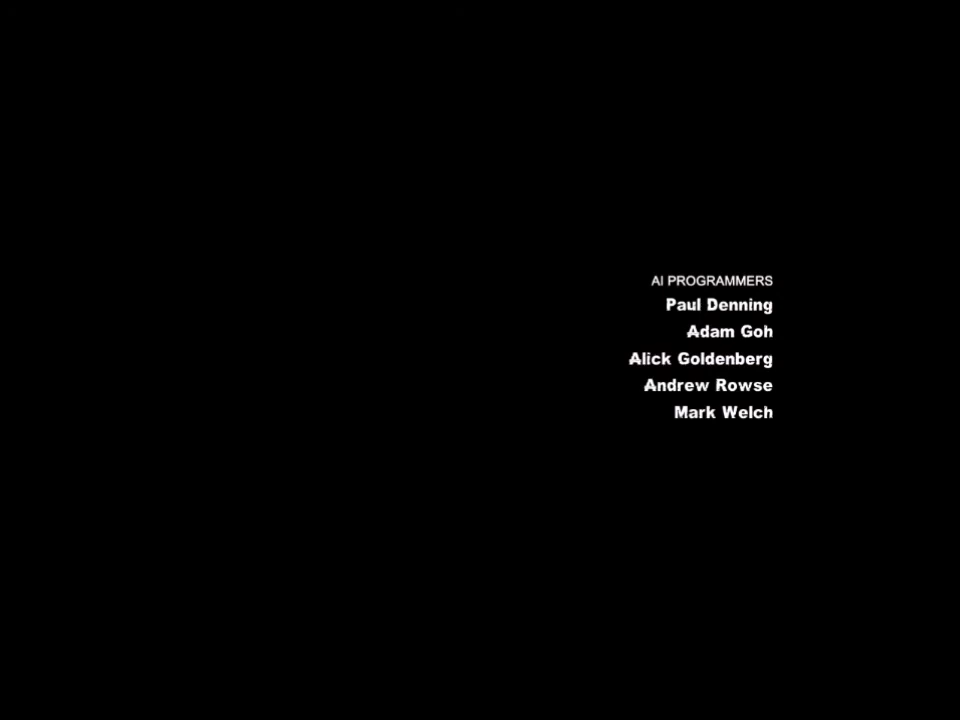 AI PROGRAMMERS
Paul Denning
Adam Goh
Alick Goldenberg
Andrew Rowse
Mark Welch